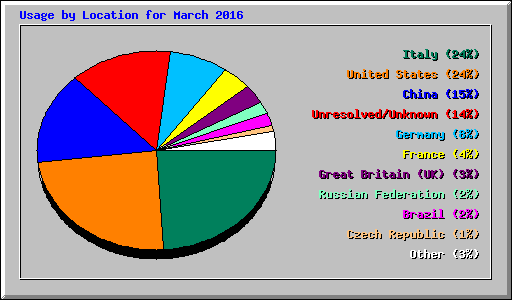 Usage by Location for March 2016
Italy (24%)
United States (24%)
China (15%)
Unresolved/Unknown (14%)
Germany (8%)
France (4%)
Great Britain (UK) (3%)
Russian Federation (2%)
Brazil (2%)
Czech Republic (1%)
Other (3%)